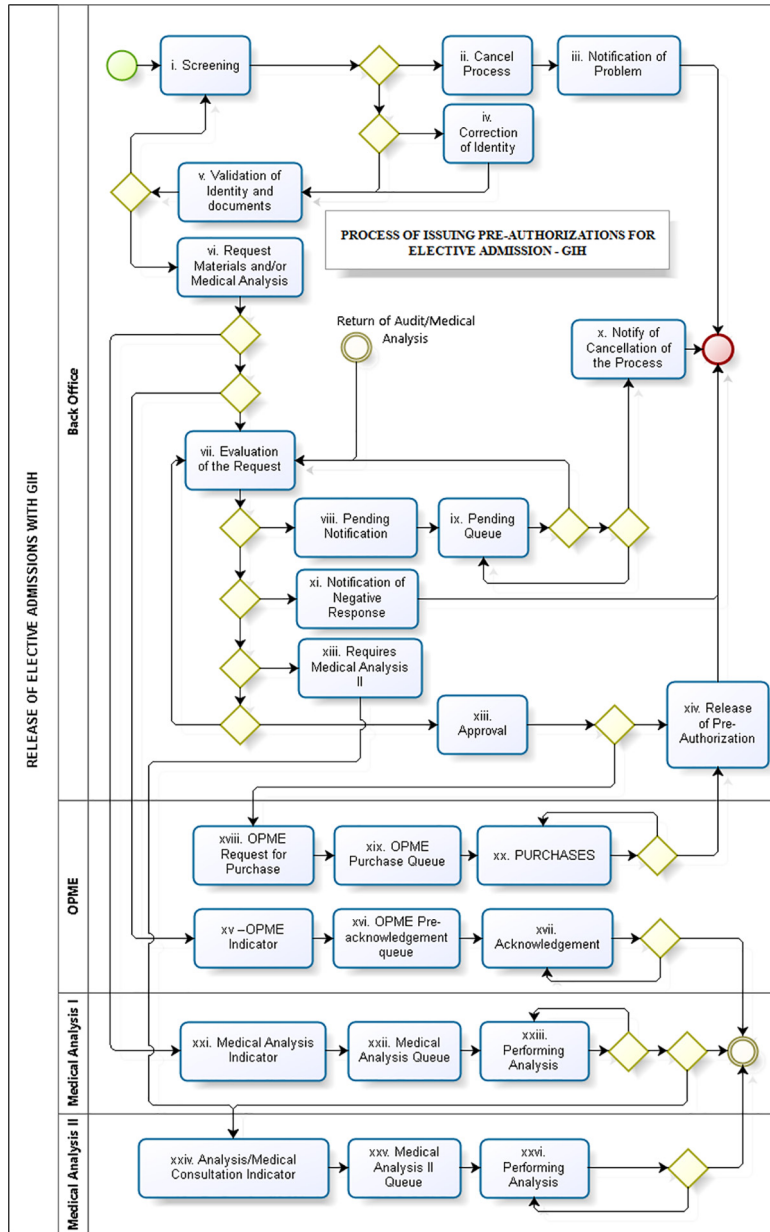 RELEASE OF ELECTIVE ADMISSIONS WITH GIH
Back Office
i. Screening
ii. Cancel
Process
iii. Notification of
Problem
iv.
Correction
of Identity
v. Validation of
Identity and
documents
PROCESS OF ISSUING PRE-AUTHORIZATIONS FOR
ELECTIVE ADMISSION - GIH
vi. Request
Materials and/or
Medical Analysis
Return of Audit/Medical
Analysis
x. Notify of
Cancellation of
the Process
vii. Evaluation
of the Request
viii. Pending
Notification
ix. Pending
Queue
xi. Notification of
Negative
Response
xiii. Requires
Medical Analysis
II
xiii.
Approval
xiv. Release
of Pre-
Authorization
OPME
xviii. OPME
Request for
Purchase
xix. OPME
Purchase Queue
xx. PURCHASES
xv –OPME
Indicator
xvi. OPME Pre-
acknowledgement
queue
xvii.
Acknowledgement
Medical Analysis I
xxi. Medical Analysis
Indicator
xxii. Medical
Analysis Queue
xxiii.
Performing
Analysis
Medical Analysis II
xxiv. Analysis/Medical
Consultation Indicator
xxv. Medical
Analysis II
Queue
xxvi.
Performing
Analysis